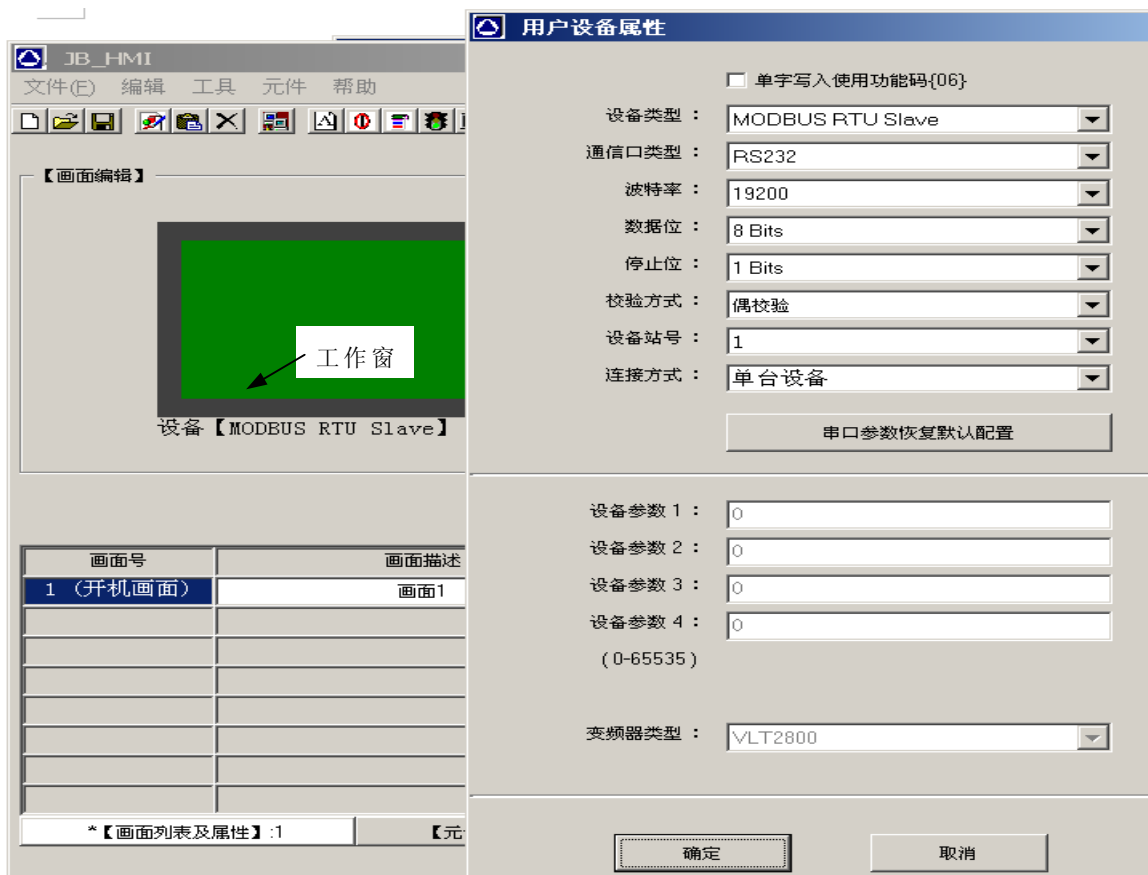 JB_HMI
文件(E) 编辑 工具 元件 帮助
【画面编辑】
工作窗
设备【MODBUS RTU Slave】
画面号 画面描述
1 (开机画面) 画面1
*【画面列表及属性】:1 【元
用户设备属性
单字写入使用功能码{06}
设备类型： MODBUS RTU Slave
通信口类型： RS232
波特率： 19200
数据位： 8 Bits
停止位： 1 Bits
校验方式： 偶校验
设备站号： 1
连接方式： 单台设备
串口参数恢复默认配置
设备参数 1： 0
设备参数 2： 0
设备参数 3： 0
设备参数 4： 0
(0-65535)
变频器类型： VLT2800
确定 取消